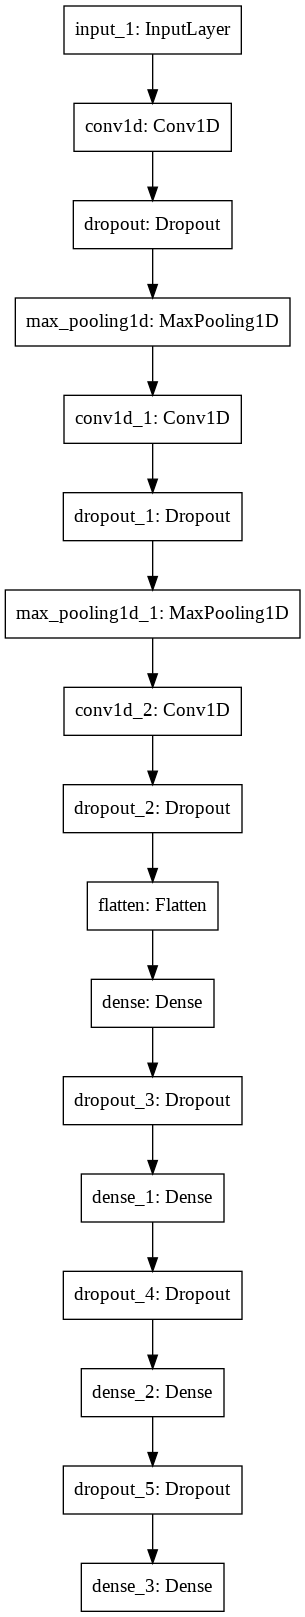 input_1: InputLayer
conv1d: Conv1D
dropout: Dropout
max_pooling1d: MaxPooling1D
conv1d_1: Conv1D
dropout_1: Dropout
max_pooling1d_1: MaxPooling1D
conv1d_2: Conv1D
dropout_2: Dropout
flatten: Flatten
dense: Dense
dropout_3: Dropout
dense_1: Dense
dropout_4: Dropout
dense_2: Dense
dropout_5: Dropout
dense_3: Dense